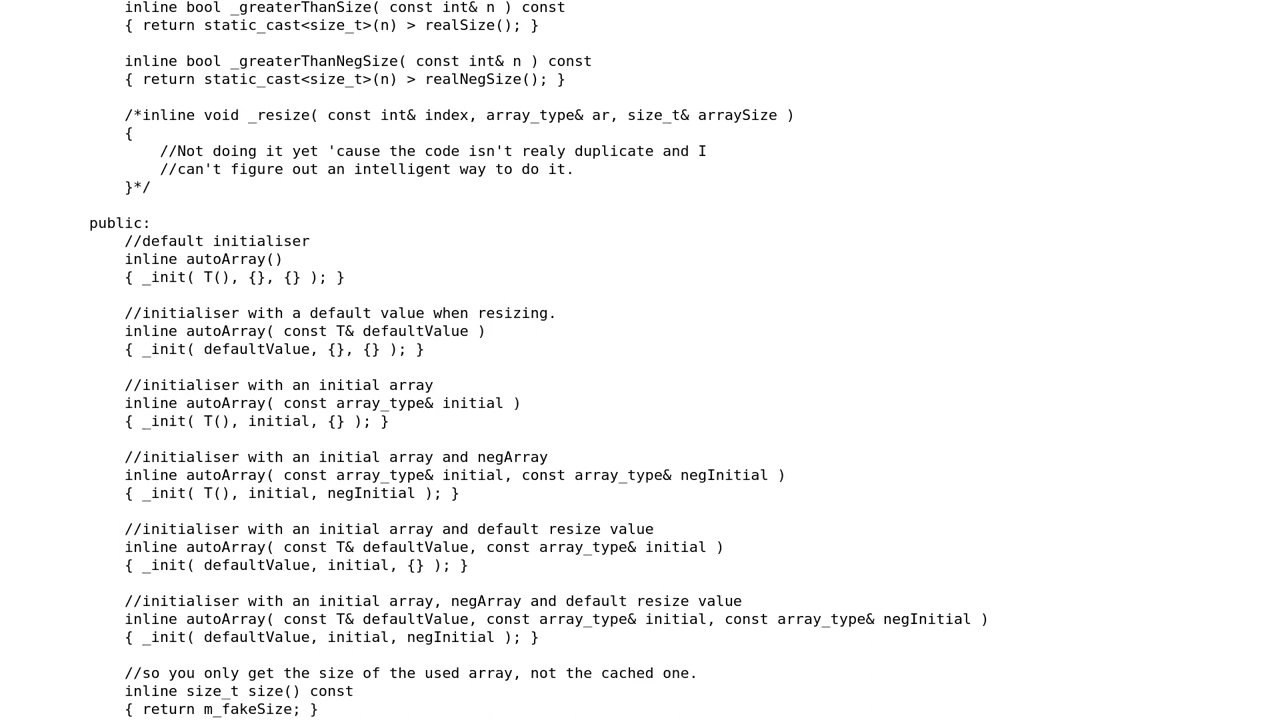 inline bool _greaterThanSize( const int& n ) const
{ return static_cast<size_t>(n) > realSize(); }
inline bool _greaterThanNegSize( const int& n ) const
{ return static_cast<size_t>(n) > realNegSize(); }
/*inline void _resize( const int& index, array_type& ar, size_t& arraySize )
{
//Not doing it yet 'cause the code isn't realy duplicate and I
//can't figure out an intelligent way to do it.
}*/
public:
//default initialiser
inline autoArray()
{ _init( T(), {}, {} ); }
//initialiser with a default value when resizing.
inline autoArray( const T& defaultValue )
{ _init( defaultValue, {}, {} ); }
//initialiser with an initial array
inline autoArray( const array_type& initial )
{ _init( T(), initial, {} ); }
//initialiser with an initial array and negArray
inline autoArray( const array_type& initial, const array_type& negInitial )
{ _init( T(), initial, negInitial ); }
//initialiser with an initial array and default resize value
inline autoArray( const T& defaultValue, const array_type& initial )
{ _init( defaultValue, initial, {} ); }
//initialiser with an initial array, negArray and default resize value
inline autoArray( const T& defaultValue, const array_type& initial, const array_type& negInitial )
{ _init( defaultValue, initial, negInitial ); }
//so you only get the size of the used array, not the cached one.
inline size_t size() const
{ return m_fakeSize; }